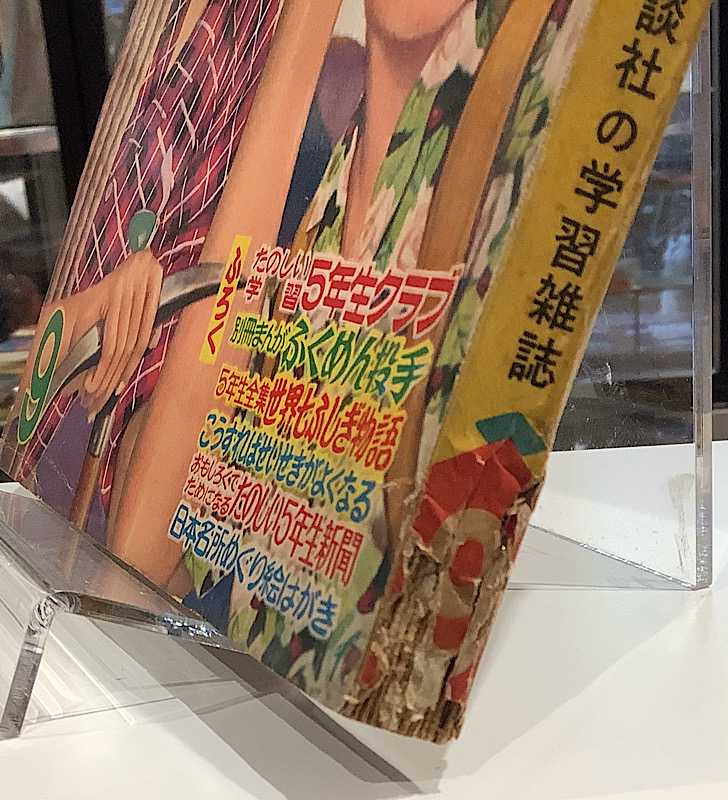 談社の学習雑誌
ふろく
たのしい学習 5年生クラブ
別冊まんが ふくめん投手
5年生全集 世界七ふしぎ物語
こうすればせいせきがよくなる
おもしろくてためになる たのしい5年生新聞
日本名所めぐり絵はがき
9